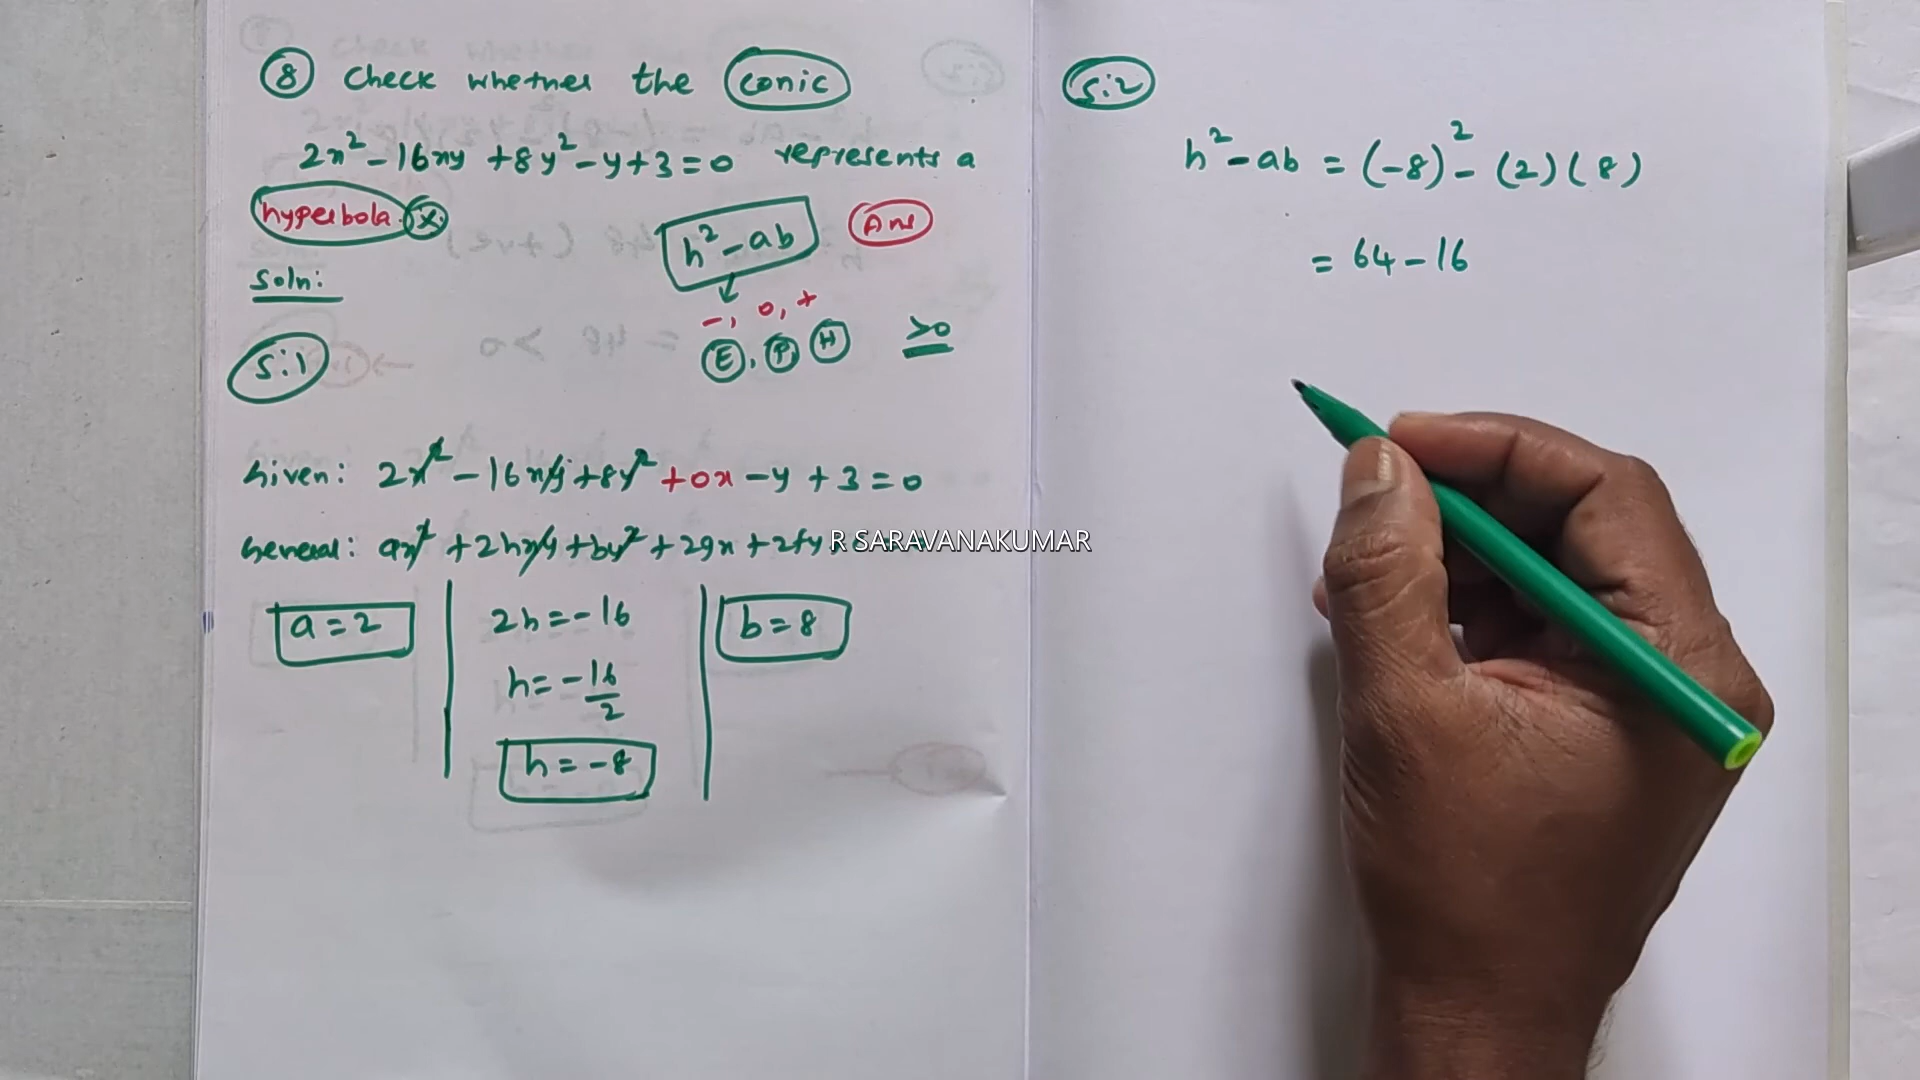 8 Check whether the conic
2x² - 16xy + 8y² - y + 3 = 0 represents a
hyperbola.
h² - ab
Ans
Soln:
-, 0, +
S:1
E, P, H
>0
Given: 2x² - 16xy + 8y² + 0x - y + 3 = 0
General: ax² + 2hxy + by² + 2gx + 2fy
a = 2
2h = -16
b = 8
h = -16/2
h = -8
S:2
h² - ab = (-8)² - (2)(8)
= 64 - 16
R SARAVANAKUMAR